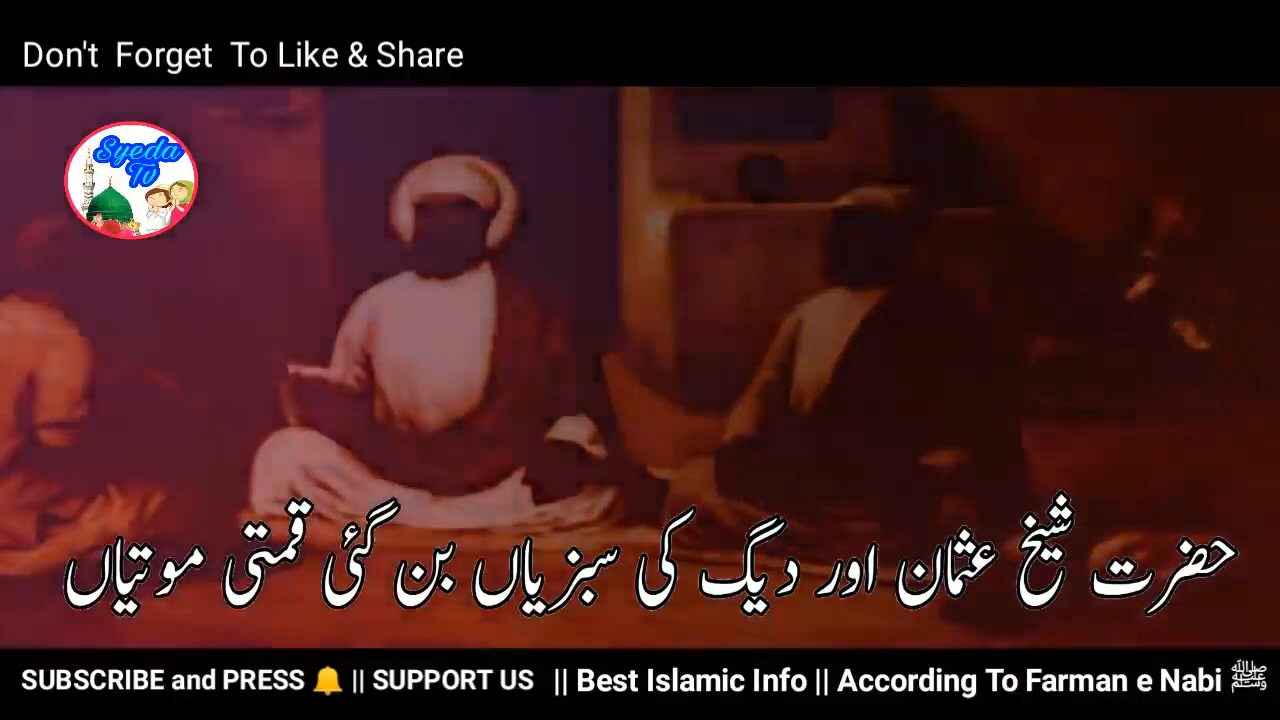 Don't Forget To Like & Share
Syeda
Tv
حضرت شیخ عثمان اور دیگ کی سبزیاں بن گئی قمتی موتیاں
SUBSCRIBE and PRESS 🔔 || SUPPORT US || Best Islamic Info || According To Farman e Nabi ﷺ